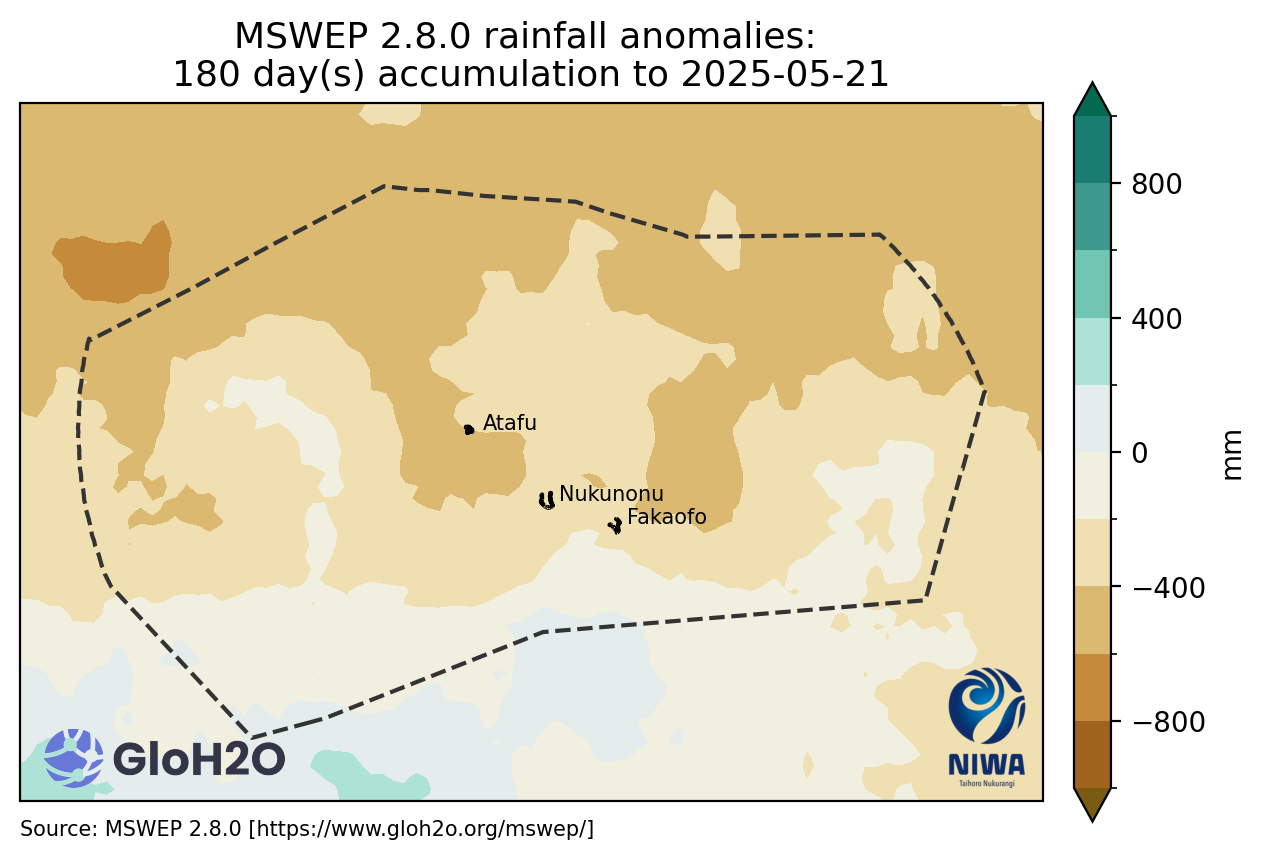 MSWEP 2.8.0 rainfall anomalies:
180 day(s) accumulation to 2025-05-21
800
400
0
−400
−800
mm
Atafu
Nukunonu
Fakaofo
GloH2O
NIWA
Taihoro Nukurangi
Source: MSWEP 2.8.0 [https://www.gloh2o.org/mswep/]